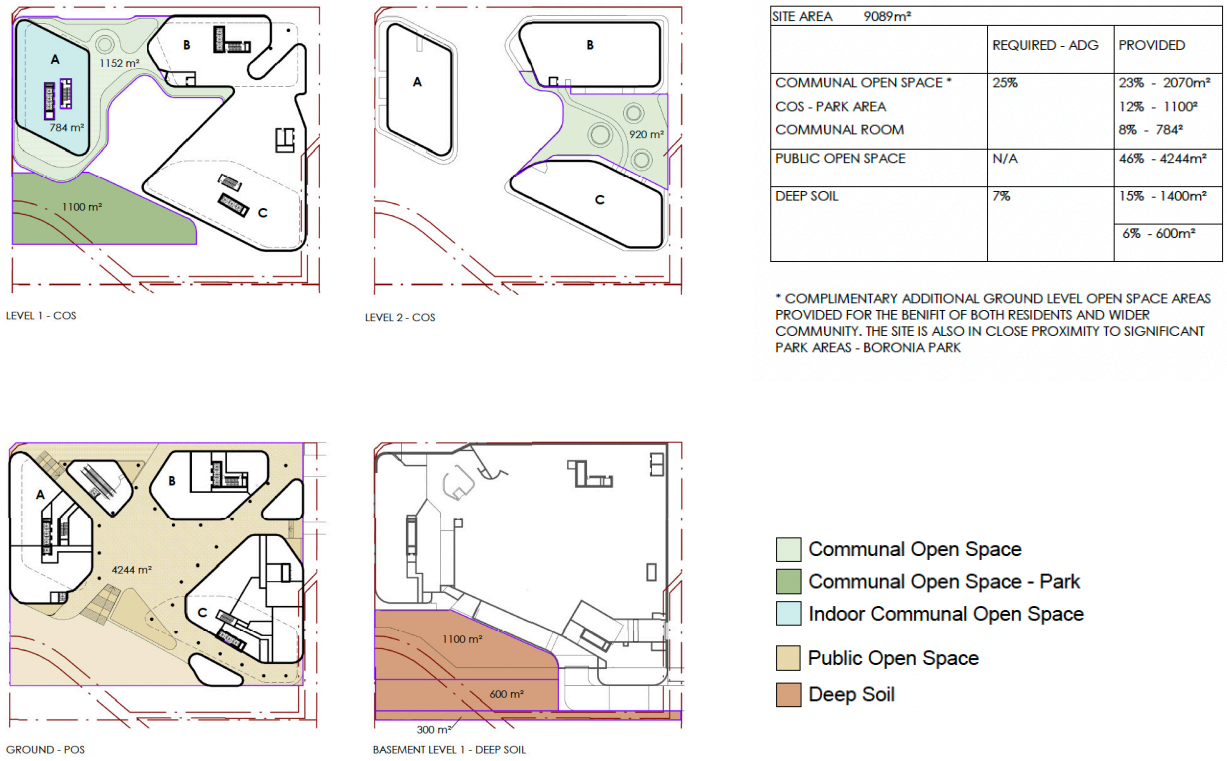 A
B
1152 m²
784 m²
C
1100 m²
LEVEL 1 - COS
A
B
920 m²
C
LEVEL 2 - COS
SITE AREA 9089m²
REQUIRED - ADG PROVIDED
COMMUNAL OPEN SPACE * 25% 23% - 2070m²
COS - PARK AREA 12% - 1100²
COMMUNAL ROOM 8% - 784²
PUBLIC OPEN SPACE N/A 46% - 4244m²
DEEP SOIL 7% 15% - 1400m²
6% - 600m²
* COMPLIMENTARY ADDITIONAL GROUND LEVEL OPEN SPACE AREAS
PROVIDED FOR THE BENIFIT OF BOTH RESIDENTS AND WIDER
COMMUNITY. THE SITE IS ALSO IN CLOSE PROXIMITY TO SIGNIFICANT
PARK AREAS - BORONIA PARK
A
B
4244 m²
C
GROUND - POS
1100 m²
600 m²
300 m²
BASEMENT LEVEL 1 - DEEP SOIL
Communal Open Space
Communal Open Space - Park
Indoor Communal Open Space
Public Open Space
Deep Soil